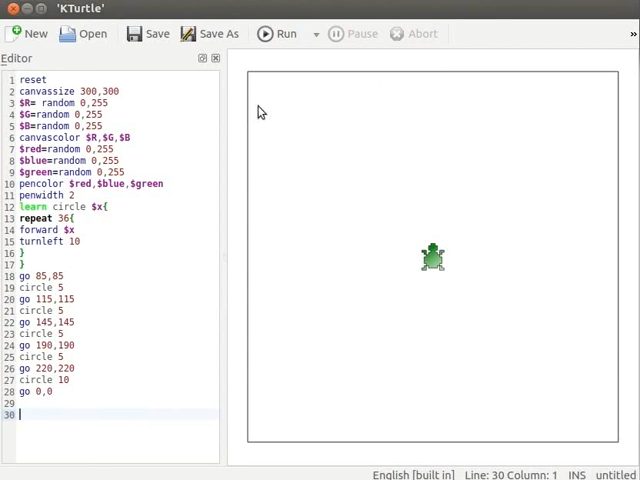 'KTurtle'
New Open Save Save As Run Pause Abort »
Editor
1 reset
2 canvassize 300,300
3 $R= random 0,255
4 $G=random 0,255
5 $B=random 0,255
6 canvascolor $R,$G,$B
7 $red=random 0,255
8 $blue=random 0,255
9 $green=random 0,255
10 pencolor $red,$blue,$green
11 penwidth 2
12 learn circle $x{
13 repeat 36{
14 forward $x
15 turnleft 10
16 }
17 }
18 go 85,85
19 circle 5
20 go 115,115
21 circle 5
22 go 145,145
23 circle 5
24 go 190,190
25 circle 5
26 go 220,220
27 circle 10
28 go 0,0
29
30
English [built in] Line: 30 Column: 1 INS untitled